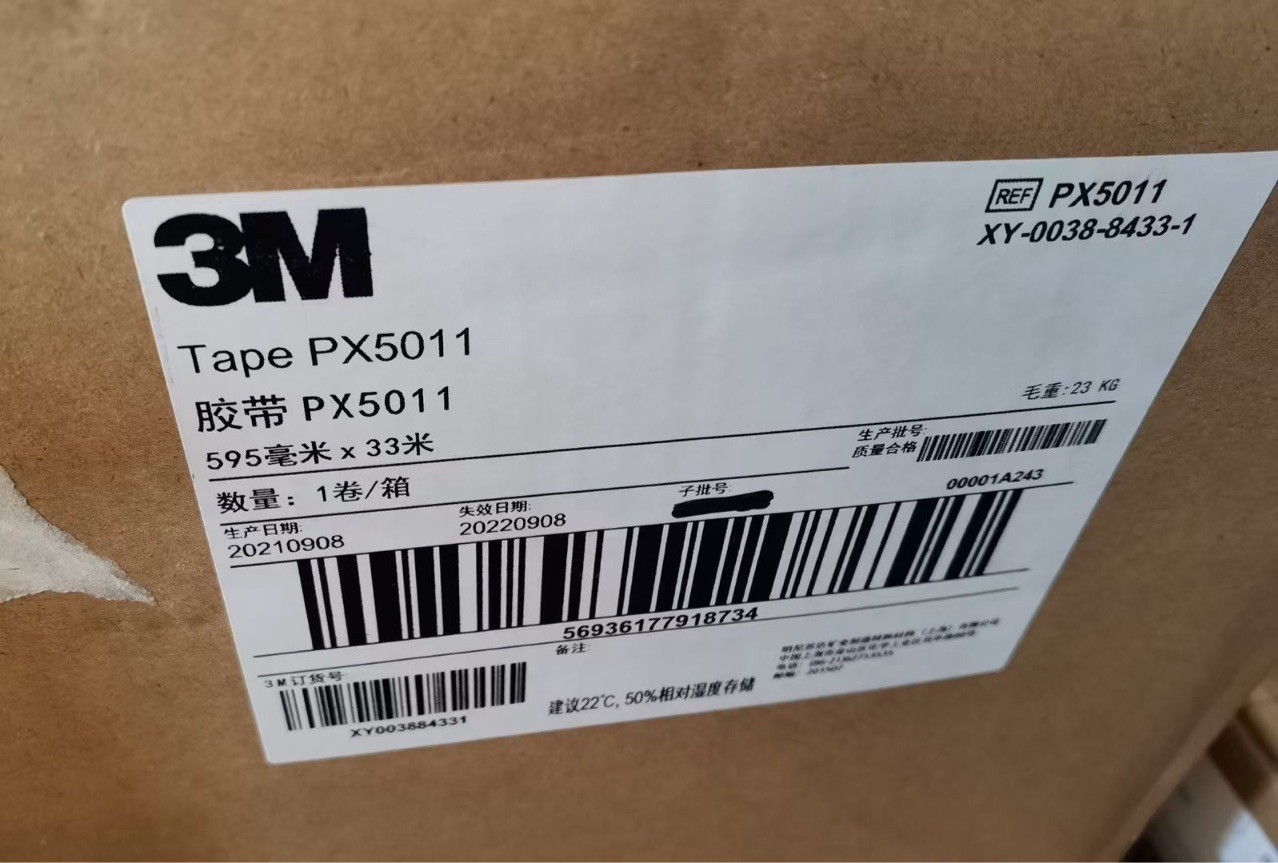 3M
REF PX5011
XY-0038-8433-1
Tape PX5011
胶带 PX5011
595毫米 x 33米
毛重:23 KG
数量：1卷/箱
生产批号:
质量合格
00001A243
生产日期:
20210908
失效日期:
20220908
子批号:
56936177918734
备注:
3M订货号:
XY003884331
建议22℃, 50%相对湿度存储